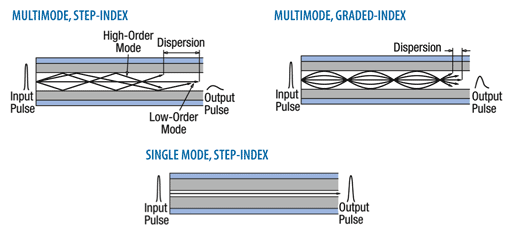 MULTIMODE, STEP-INDEX
High-Order
Mode
Dispersion
Input
Pulse
Low-Order
Mode
Output
Pulse
MULTIMODE, GRADED-INDEX
Dispersion
Input
Pulse
Output
Pulse
SINGLE MODE, STEP-INDEX
Input
Pulse
Output
Pulse